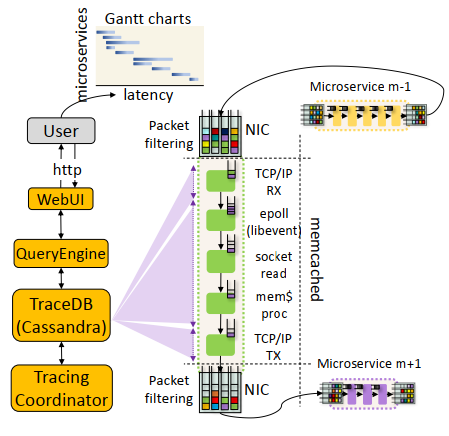 Gantt charts
microservices
latency
User
http
WebUI
QueryEngine
TraceDB
(Cassandra)
Tracing
Coordinator
Packet
filtering
NIC
Microservice m-1
TCP/IP
RX
epoll
(libevent)
socket
read
mem$
proc
TCP/IP
TX
memcached
Packet
filtering
NIC
Microservice m+1